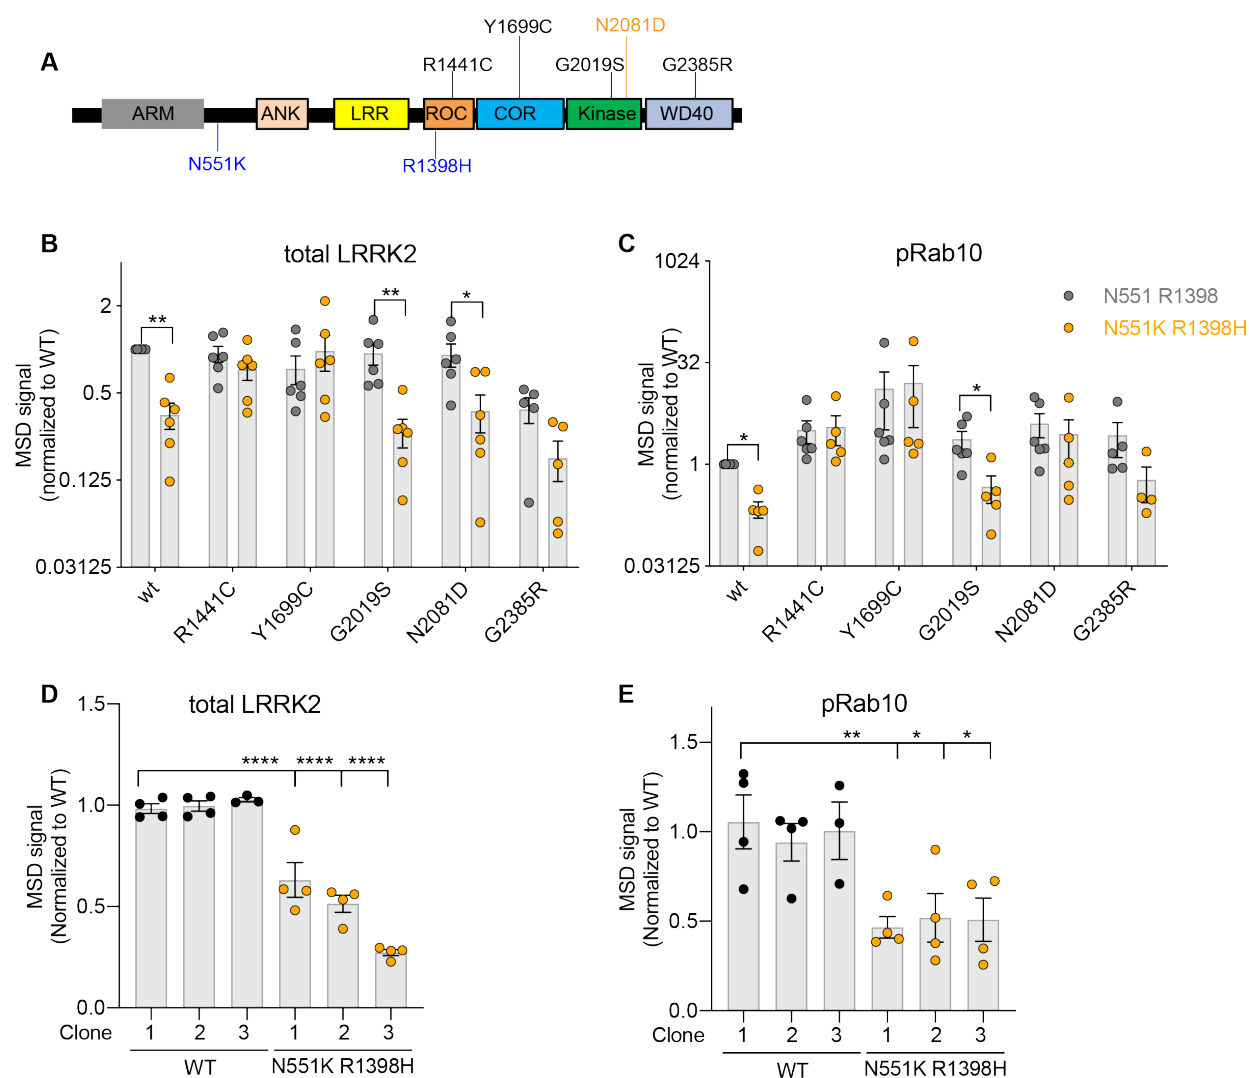 A
Y1699C
N2081D
R1441C
G2019S
G2385R
ARM
ANK
LRR
ROC
COR
Kinase
WD40
N551K
R1398H
B
total LRRK2
MSD signal
(normalized to WT)
2
0.5
0.125
0.03125
**
**
*
wt
R1441C
Y1699C
G2019S
N2081D
G2385R
C
pRab10
MSD signal
(normalized to WT)
1024
32
1
0.03125
*
*
N551 R1398
N551K R1398H
wt
R1441C
Y1699C
G2019S
N2081D
G2385R
D
total LRRK2
MSD signal
(Normalized to WT)
1.5
1.0
0.5
0.0
**** **** ****
Clone 1 2 3 1 2 3
WT N551K R1398H
E
pRab10
MSD signal
(Normalized to WT)
1.5
1.0
0.5
0.0
** * *
Clone 1 2 3 1 2 3
WT N551K R1398H